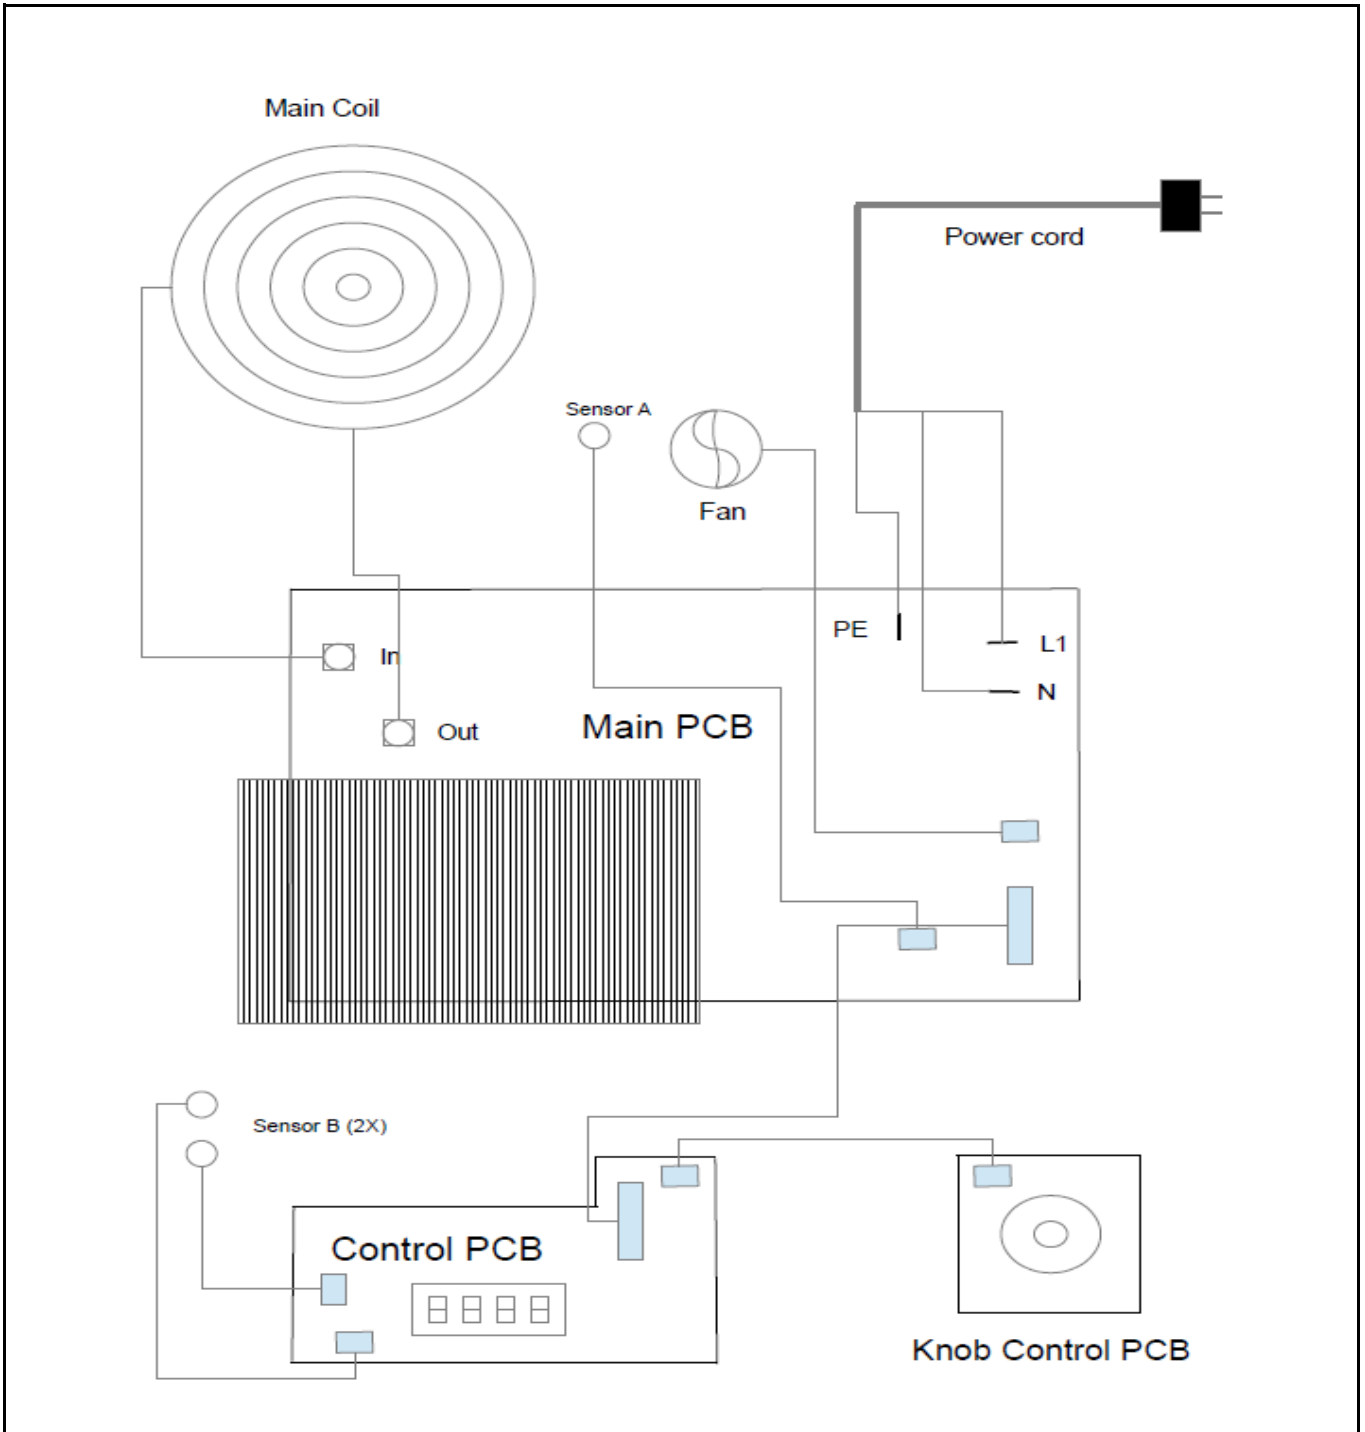 Main Coil
Power cord
Sensor A
Fan
PE
L1
In
N
Out
Main PCB
Sensor B (2X)
Control PCB
Knob Control PCB